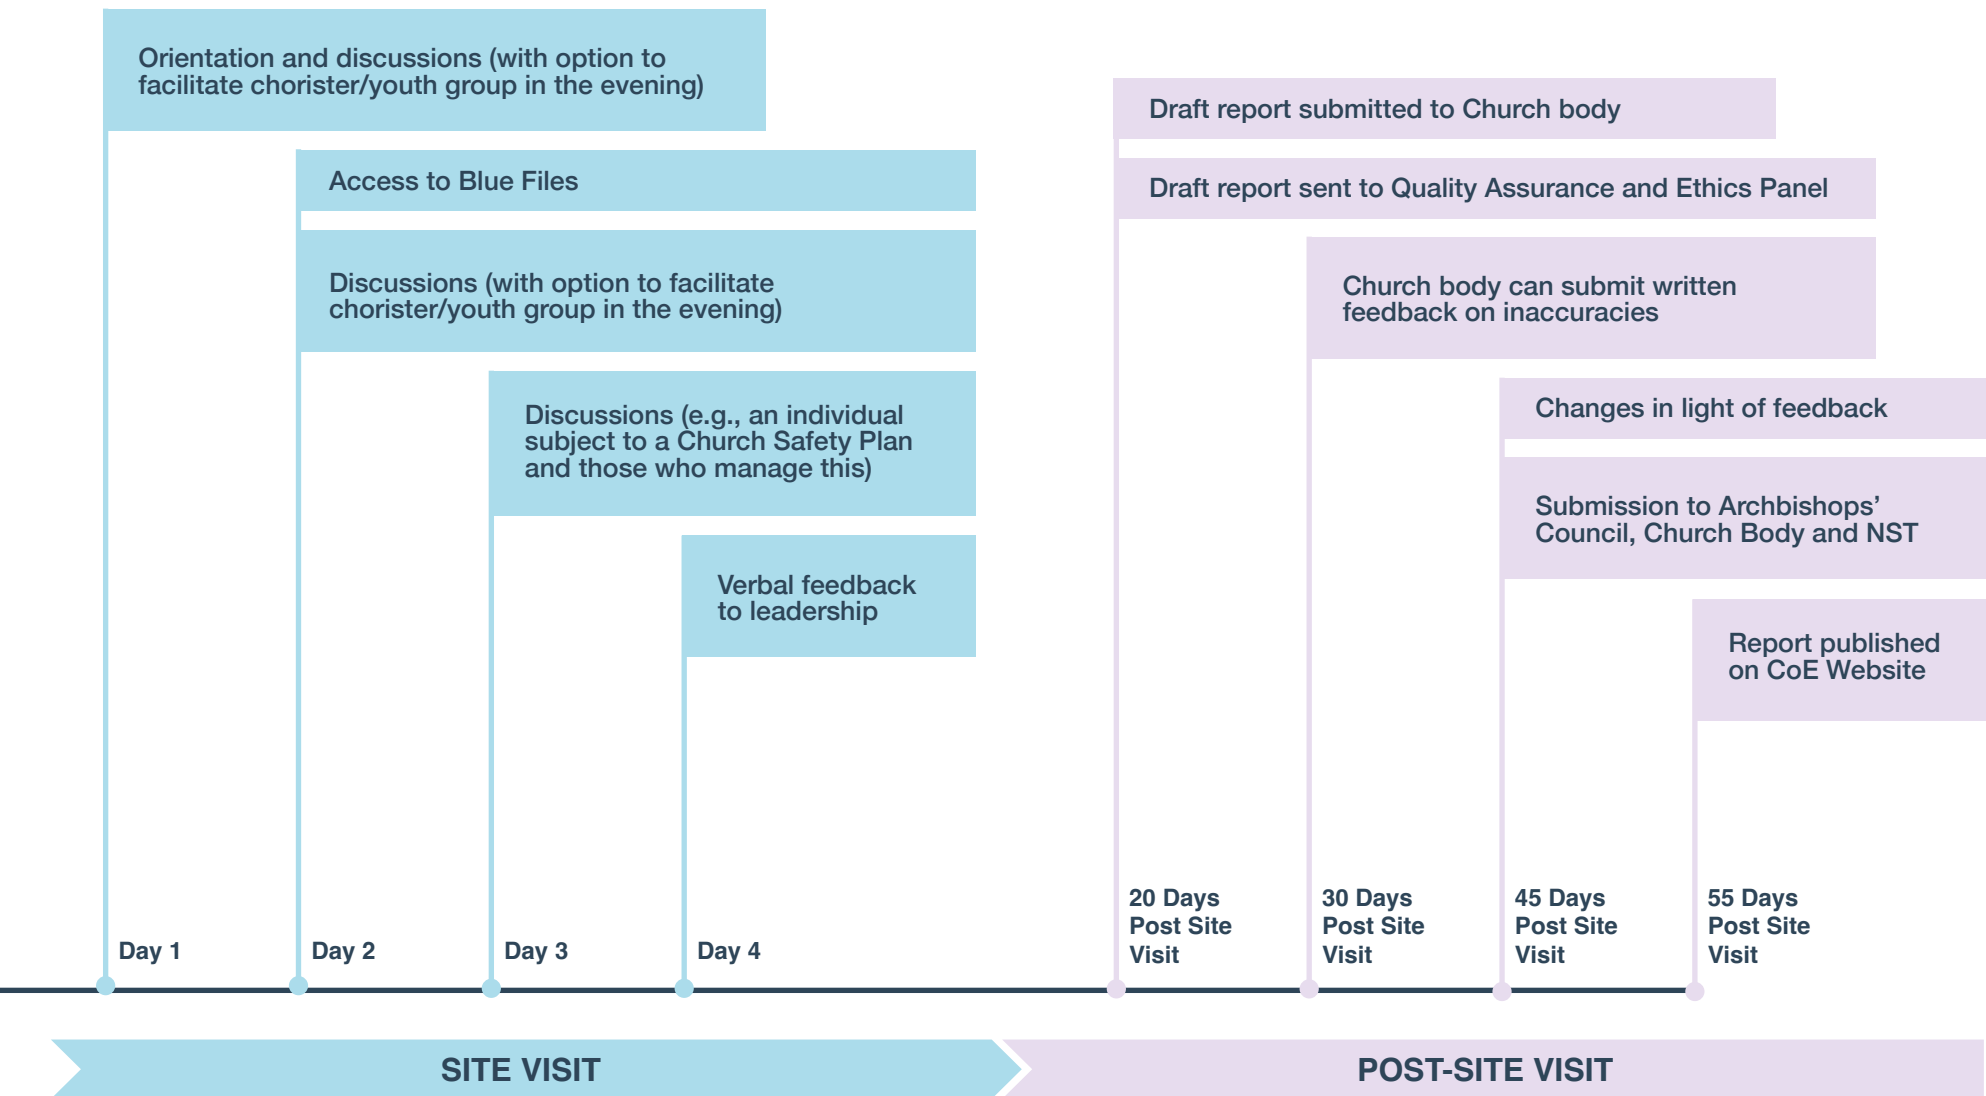 Orientation and discussions (with option to
facilitate chorister/youth group in the evening)
Access to Blue Files
Discussions (with option to facilitate
chorister/youth group in the evening)
Discussions (e.g., an individual
subject to a Church Safety Plan
and those who manage this)
Verbal feedback
to leadership
Day 1
Day 2
Day 3
Day 4
SITE VISIT
Draft report submitted to Church body
Draft report sent to Quality Assurance and Ethics Panel
Church body can submit written
feedback on inaccuracies
Changes in light of feedback
Submission to Archbishops’
Council, Church Body and NST
Report published
on CoE Website
20 Days
Post Site
Visit
30 Days
Post Site
Visit
45 Days
Post Site
Visit
55 Days
Post Site
Visit
POST-SITE VISIT